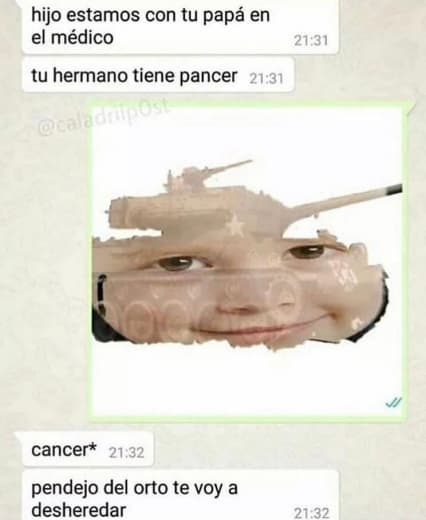 hijo estamos con tu papá en
el médico 21:31
tu hermano tiene pancer 21:31
@caladriip0st
cancer* 21:32
pendejo del orto te voy a
desheredar 21:32